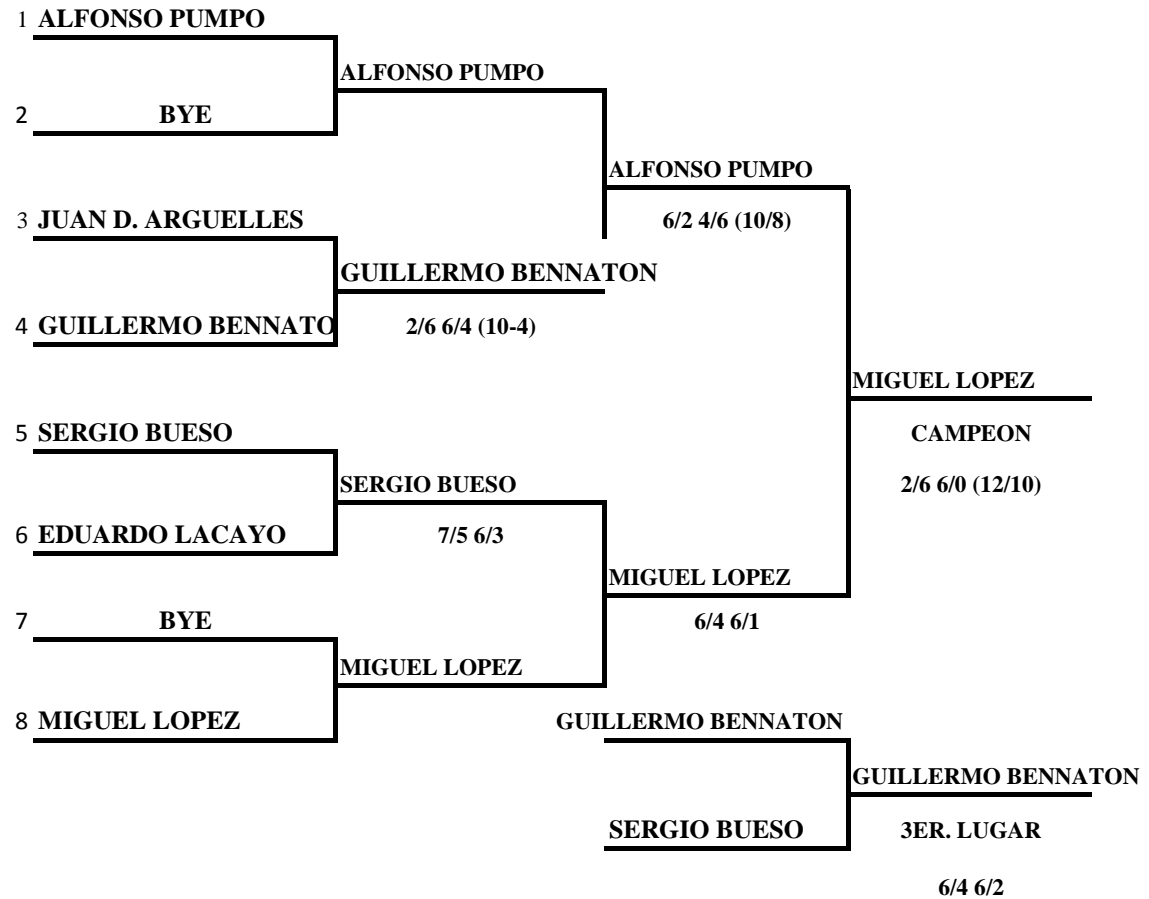 1 ALFONSO PUMPO
ALFONSO PUMPO
2 BYE
ALFONSO PUMPO
3 JUAN D. ARGUELLES
6/2 4/6 (10/8)
GUILLERMO BENNATON
4 GUILLERMO BENNATO
2/6 6/4 (10-4)
MIGUEL LOPEZ
5 SERGIO BUESO
CAMPEON
SERGIO BUESO
2/6 6/0 (12/10)
6 EDUARDO LACAYO
7/5 6/3
MIGUEL LOPEZ
7 BYE
6/4 6/1
MIGUEL LOPEZ
8 MIGUEL LOPEZ
GUILLERMO BENNATON
GUILLERMO BENNATON
SERGIO BUESO
3ER. LUGAR
6/4 6/2